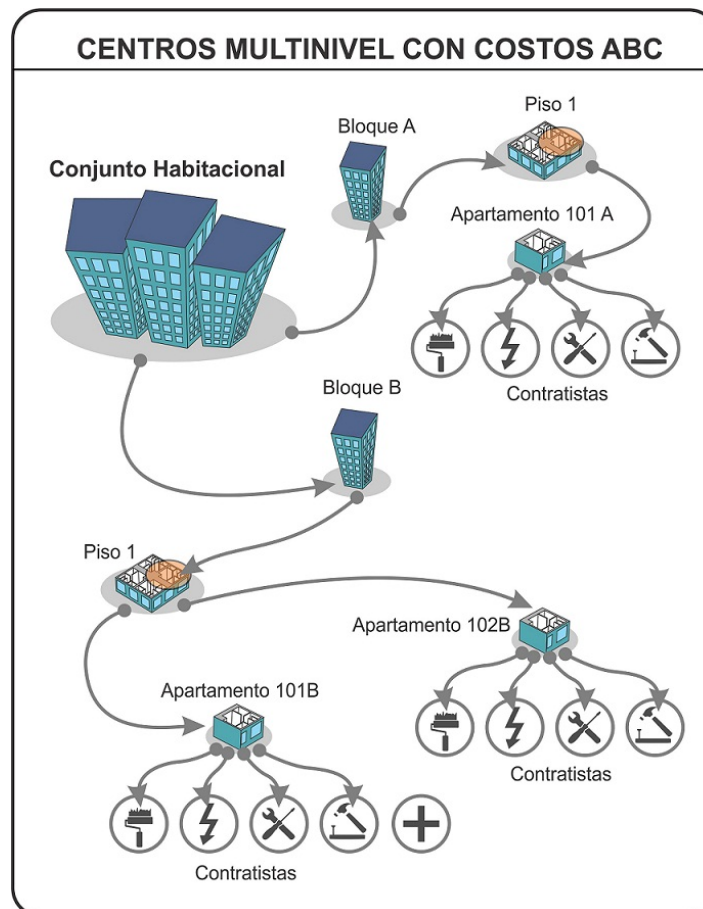 CENTROS MULTINIVEL CON COSTOS ABC
Piso 1
Bloque A
Conjunto Habitacional
Apartamento 101 A
Contratistas
Bloque B
Piso 1
Apartamento 102B
Contratistas
Apartamento 101B
Contratistas